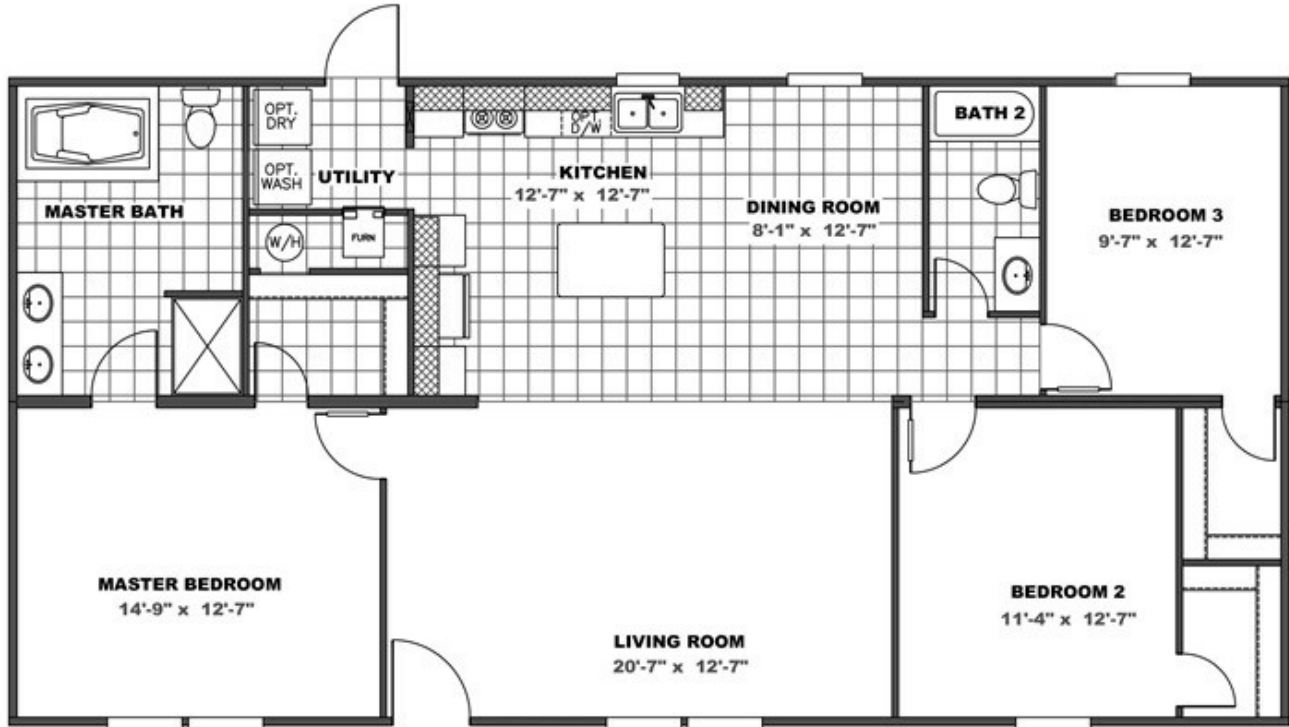 OPT.
DRY
OPT.
WASH
UTILITY
MASTER BATH
W/H
FURN
OPT.
D/W
KITCHEN
12'-7" x 12'-7"
DINING ROOM
8'-1" x 12'-7"
BATH 2
BEDROOM 3
9'-7" x 12'-7"
MASTER BEDROOM
14'-9" x 12'-7"
LIVING ROOM
20'-7" x 12'-7"
BEDROOM 2
11'-4" x 12'-7"